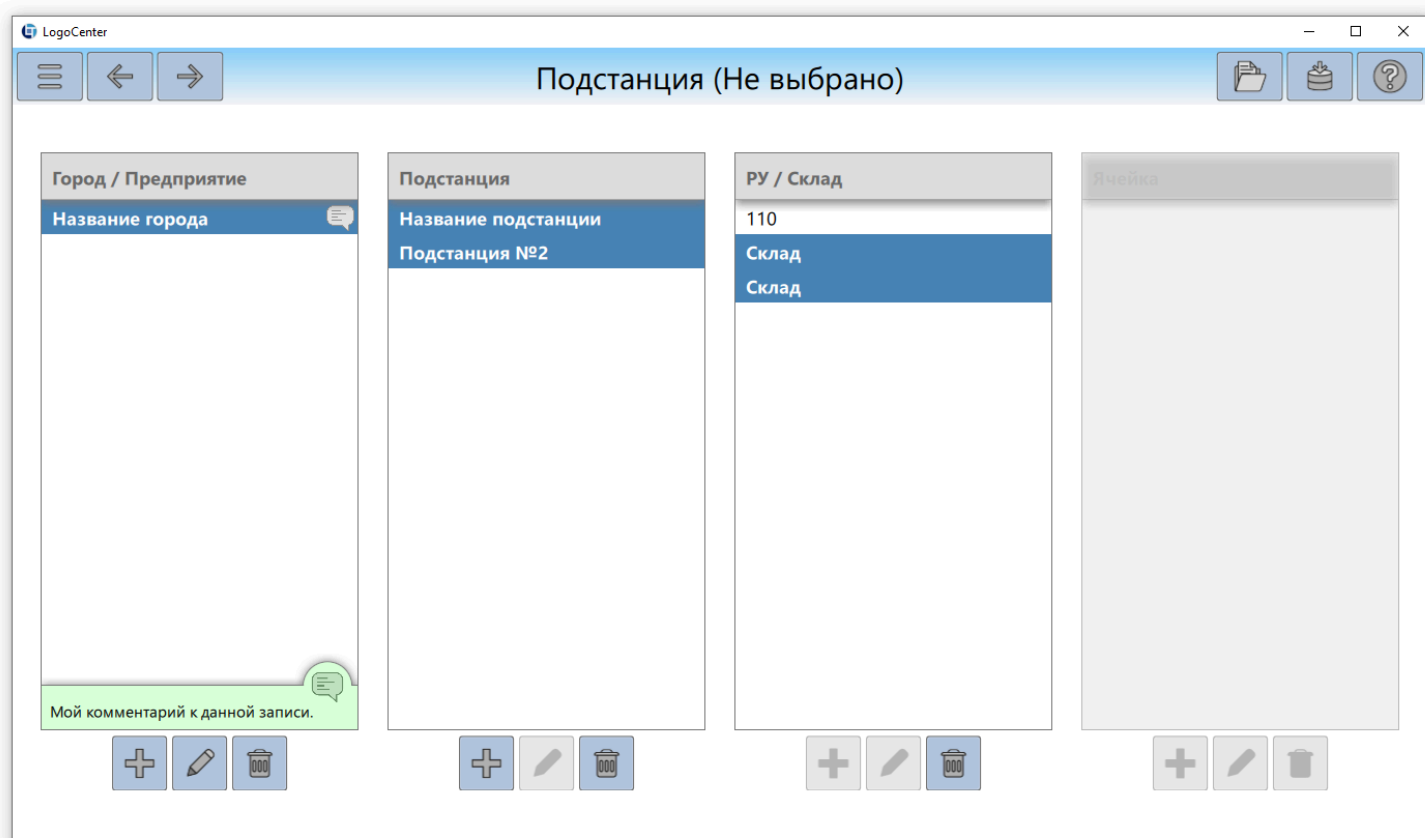 LogoCenter
Подстанция (Не выбрано)
Город / Предприятие
Название города
Мой комментарий к данной записи.
Подстанция
Название подстанции
Подстанция №2
РУ / Склад
110
Склад
Склад
Ячейка